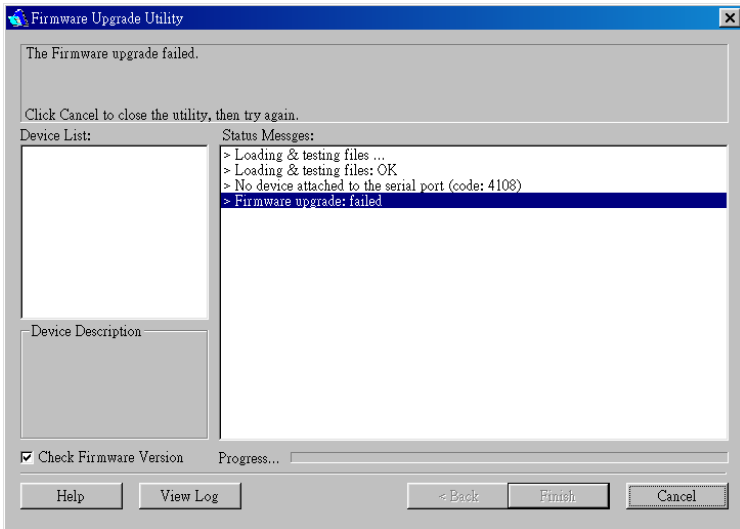 Firmware Upgrade Utility
The Firmware upgrade failed.
Click Cancel to close the utility, then try again.
Device List:
Status Messges:
> Loading & testing files ...
> Loading & testing files: OK
> No device attached to the serial port (code: 4108)
> Firmware upgrade: failed
Device Description
Check Firmware Version
Progress...
Help
View Log
< Back
Finish
Cancel